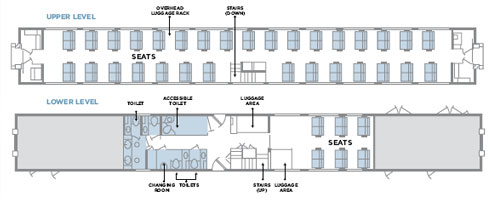 UPPER LEVEL
OVERHEAD
LUGGAGE RACK
STAIRS
(DOWN)
SEATS
LOWER LEVEL
TOILET
ACCESSIBLE
TOILET
LUGGAGE
AREA
SEATS
CHANGING
ROOM
TOILETS
STAIRS
(UP)
LUGGAGE
AREA